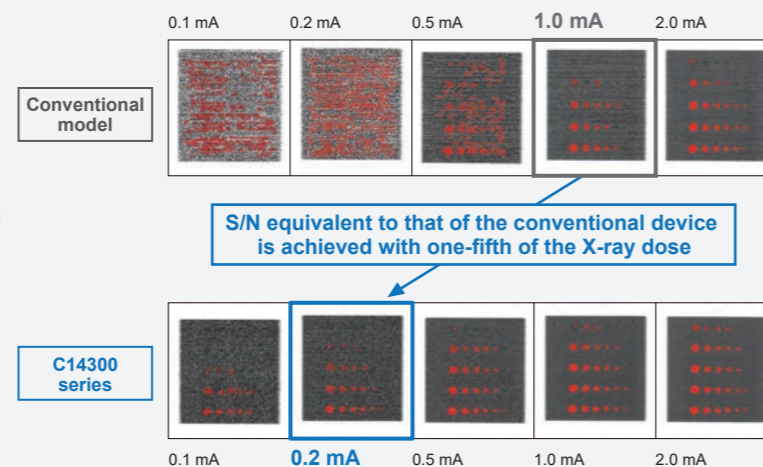 0.1 mA 0.2 mA 0.5 mA 1.0 mA 2.0 mA
Conventional
model
S/N equivalent to that of the conventional device
is achieved with one-fifth of the X-ray dose
C14300
series
0.1 mA 0.2 mA 0.5 mA 1.0 mA 2.0 mA